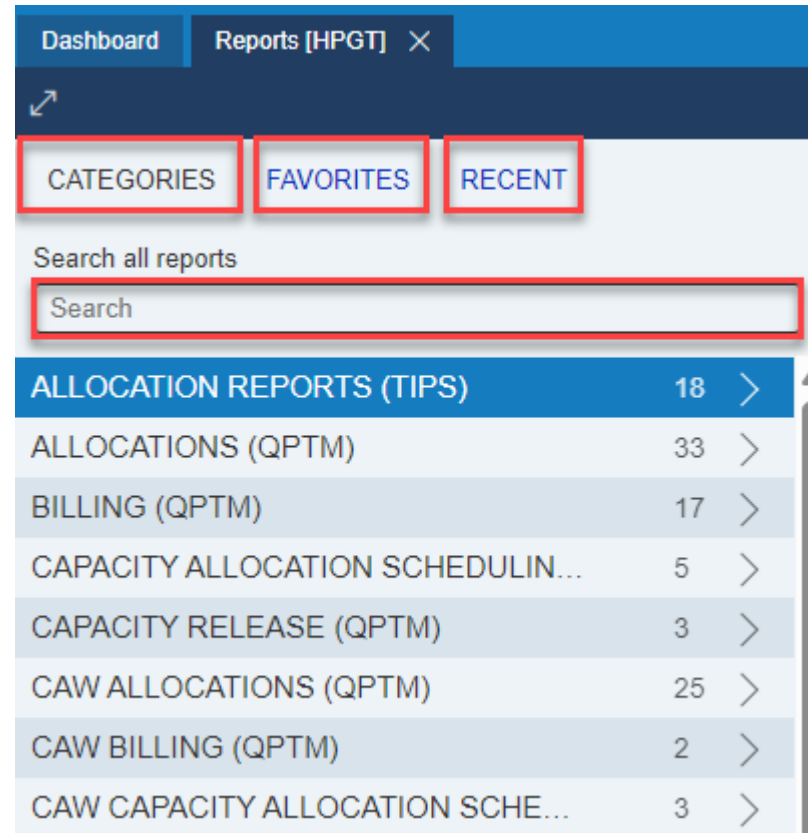 Dashboard Reports [HPGT]
CATEGORIES FAVORITES RECENT
Search all reports
Search
ALLOCATION REPORTS (TIPS) 18
ALLOCATIONS (QPTM) 33
BILLING (QPTM) 17
CAPACITY ALLOCATION SCHEDULIN... 5
CAPACITY RELEASE (QPTM) 3
CAW ALLOCATIONS (QPTM) 25
CAW BILLING (QPTM) 2
CAW CAPACITY ALLOCATION SCHE... 3